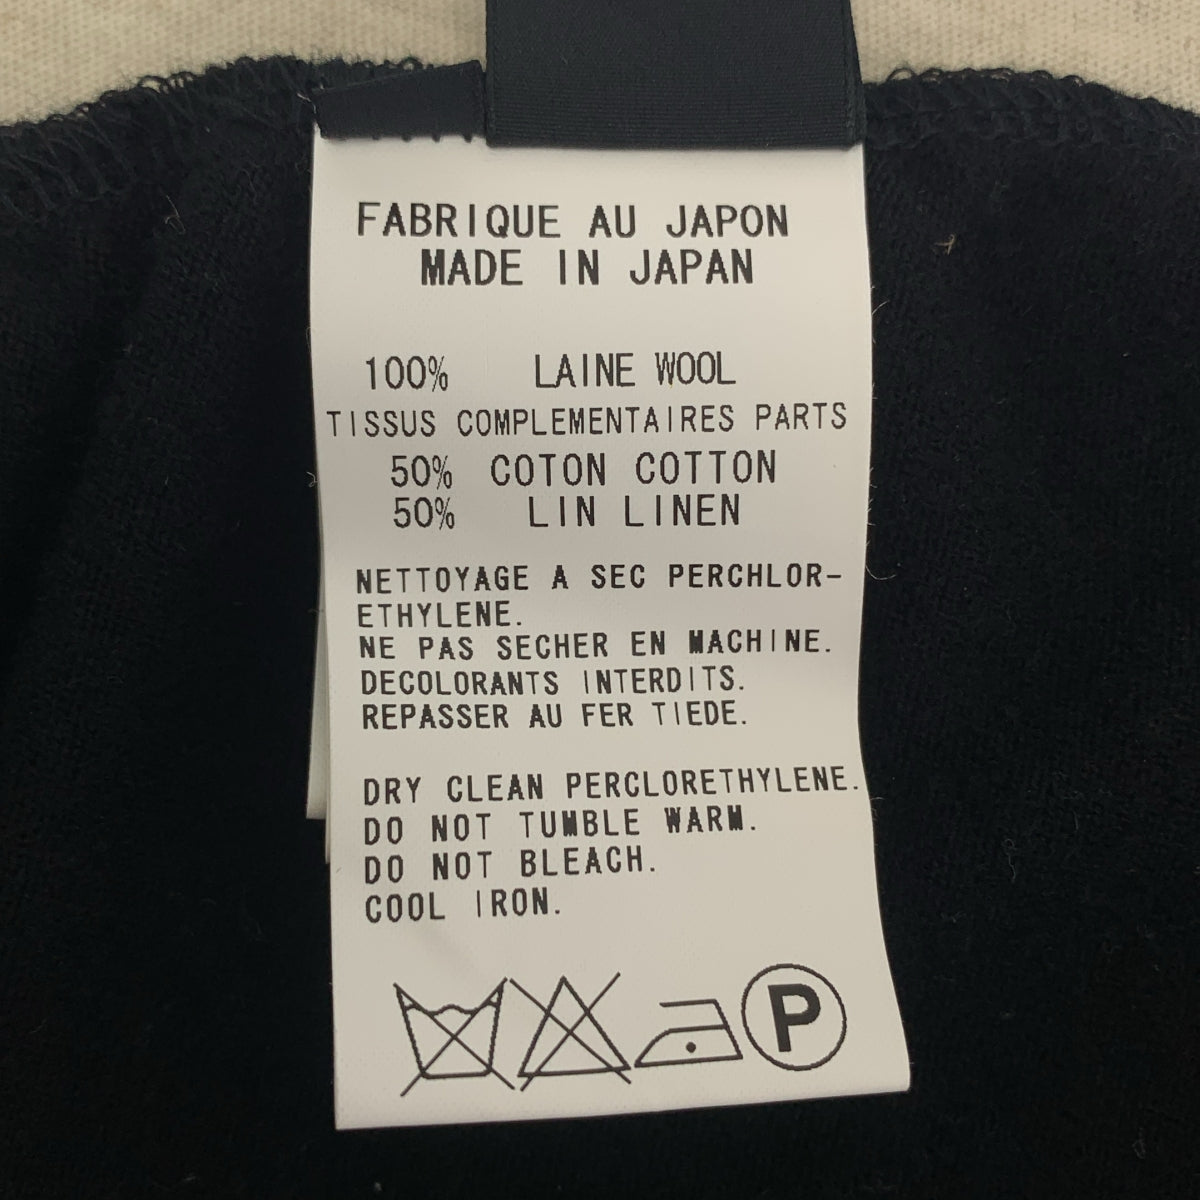 FABRIQUE AU JAPON
MADE IN JAPAN
100% LAINE WOOL
TISSUS COMPLEMENTAIRES PARTS
50% COTON COTTON
50% LIN LINEN
NETTOYAGE A SEC PERCHLOR-
ETHYLENE.
NE PAS SECHER EN MACHINE.
DECOLORANTS INTERDITS.
REPASSER AU FER TIEDE.
DRY CLEAN PERCLORETHYLENE.
DO NOT TUMBLE WARM.
DO NOT BLEACH.
COOL IRON.
P